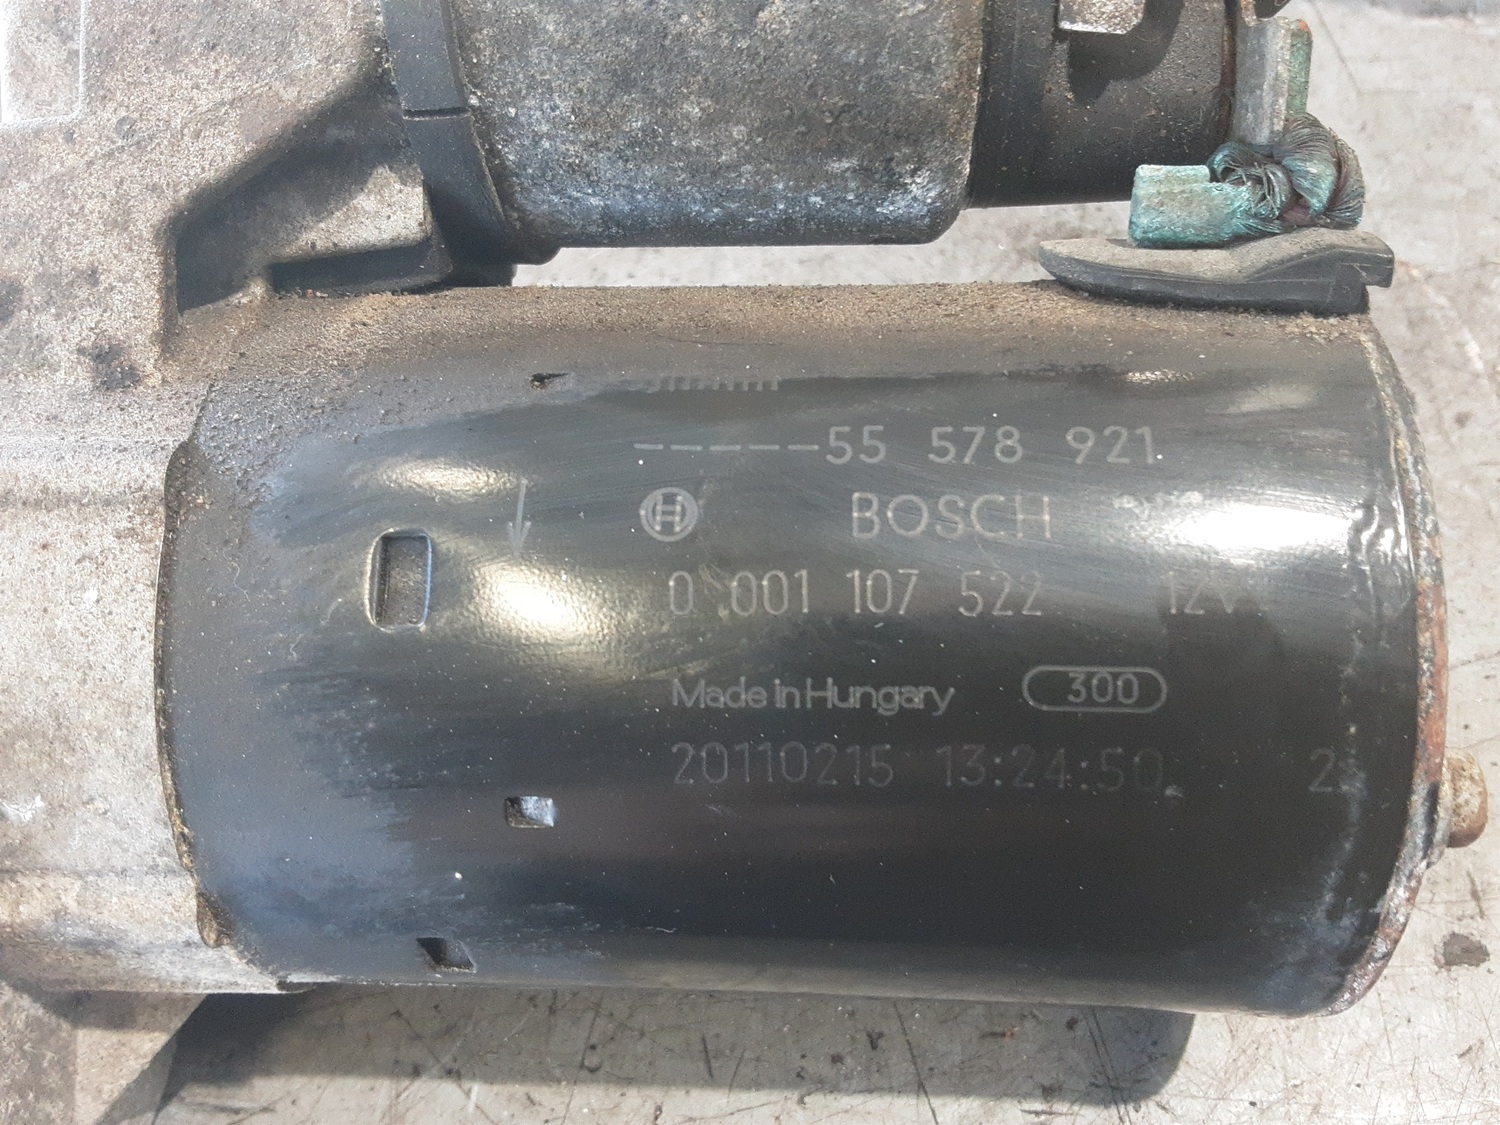 -----55 578 921
BOSCH
0 001 107 522 12V
Made in Hungary 300
20110215 13:24:50